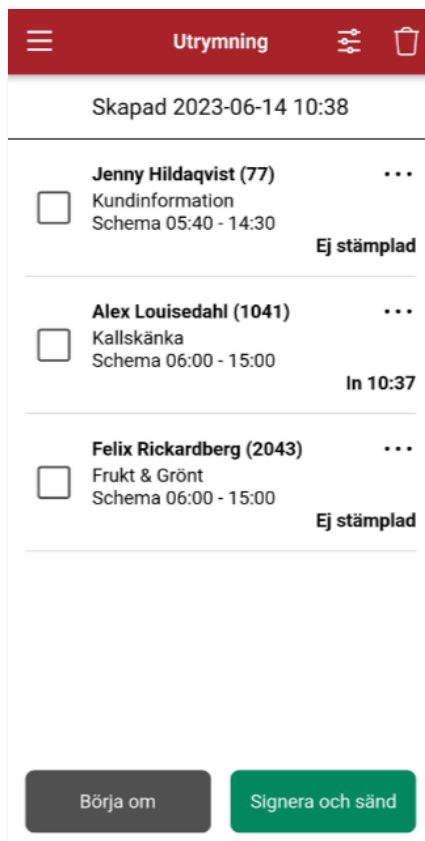 Utrymning
Skapad 2023-06-14 10:38
Jenny Hildaqvist (77)
Kundinformation
Schema 05:40 - 14:30
Ej stämplad
Alex Louisedahl (1041)
Kallskänka
Schema 06:00 - 15:00
In 10:37
Felix Rickardberg (2043)
Frukt & Grönt
Schema 06:00 - 15:00
Ej stämplad
Börja om
Signera och sänd